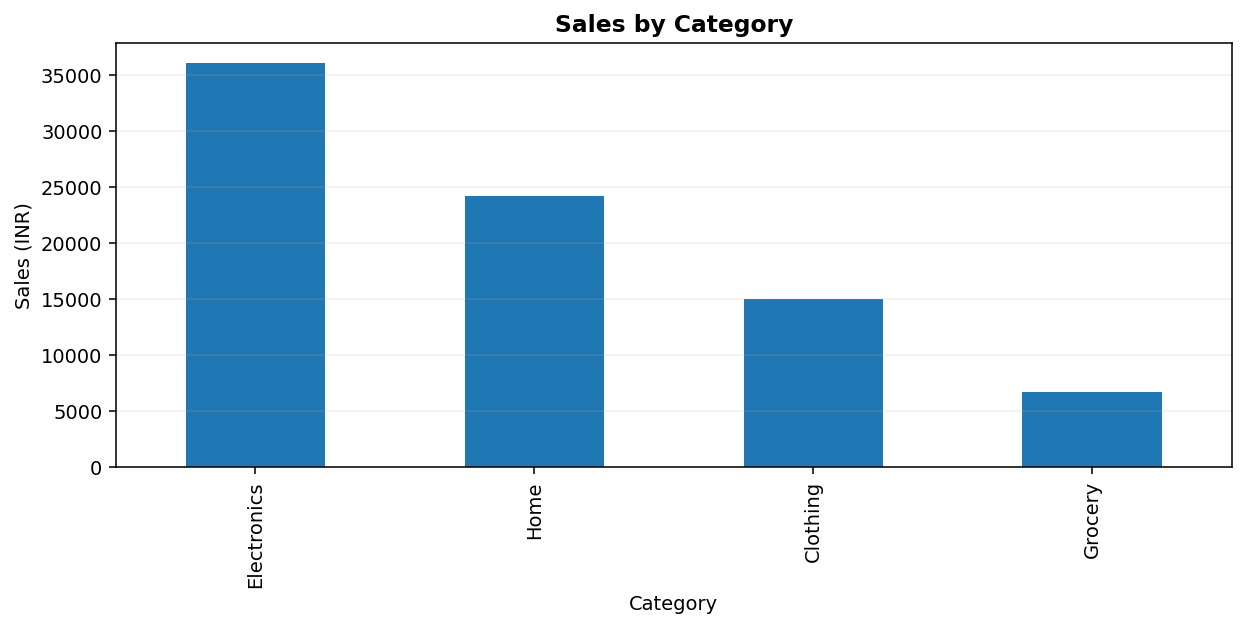 Sales by Category
Sales (INR)
35000
30000
25000
20000
15000
10000
5000
0
Electronics
Home
Clothing
Grocery
Category